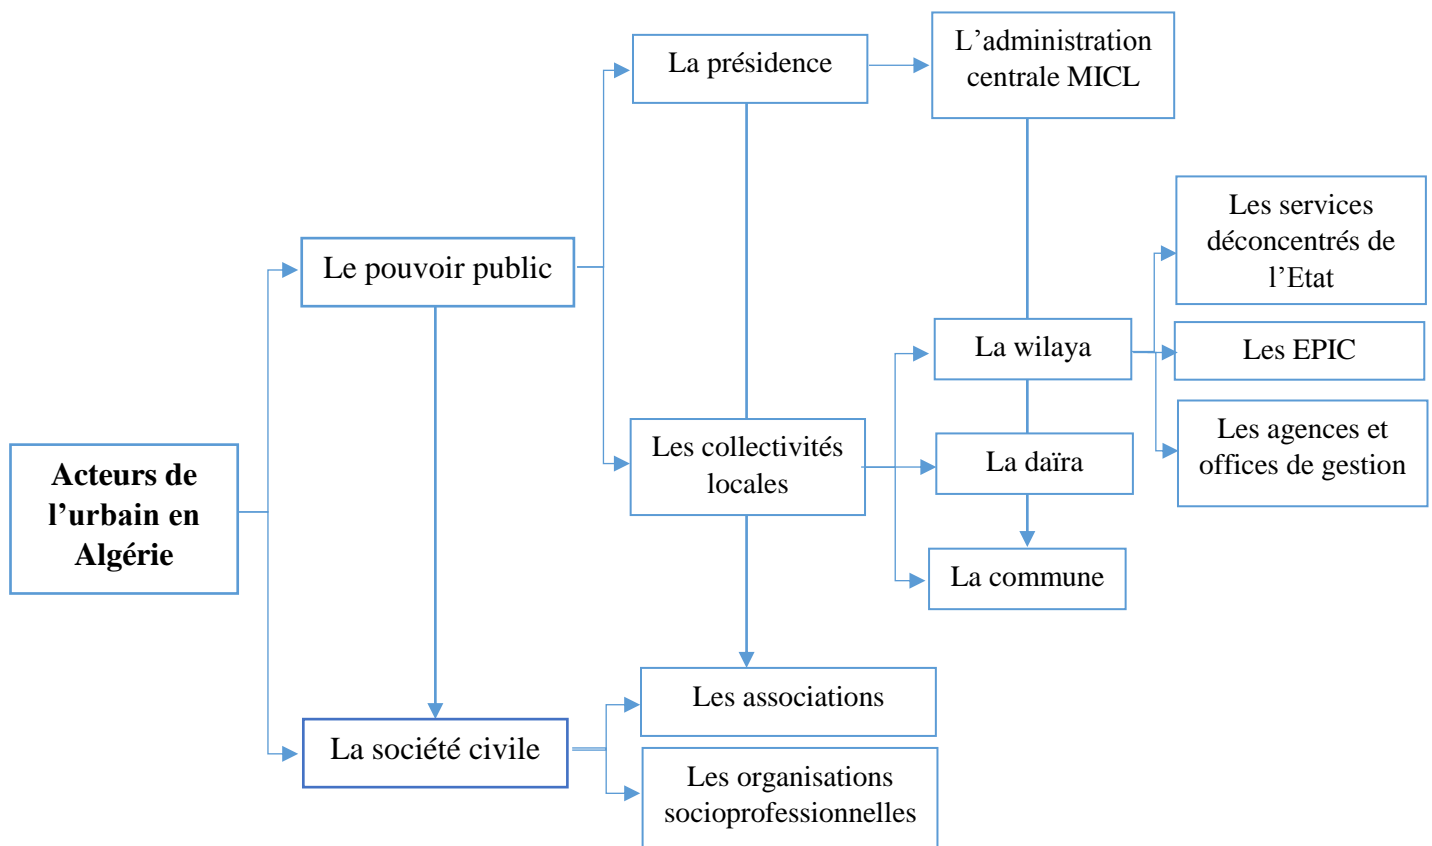 Acteurs de
l’urbain en
Algérie
Le pouvoir public
La société civile
La présidence
Les collectivités
locales
Les associations
Les organisations
socioprofessionnelles
L’administration
centrale MICL
La wilaya
La daïra
La commune
Les services
déconcentrés de
l’Etat
Les EPIC
Les agences et
offices de gestion